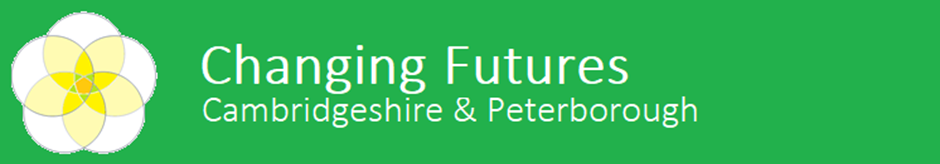 Changing Futures
Cambridgeshire & Peterborough